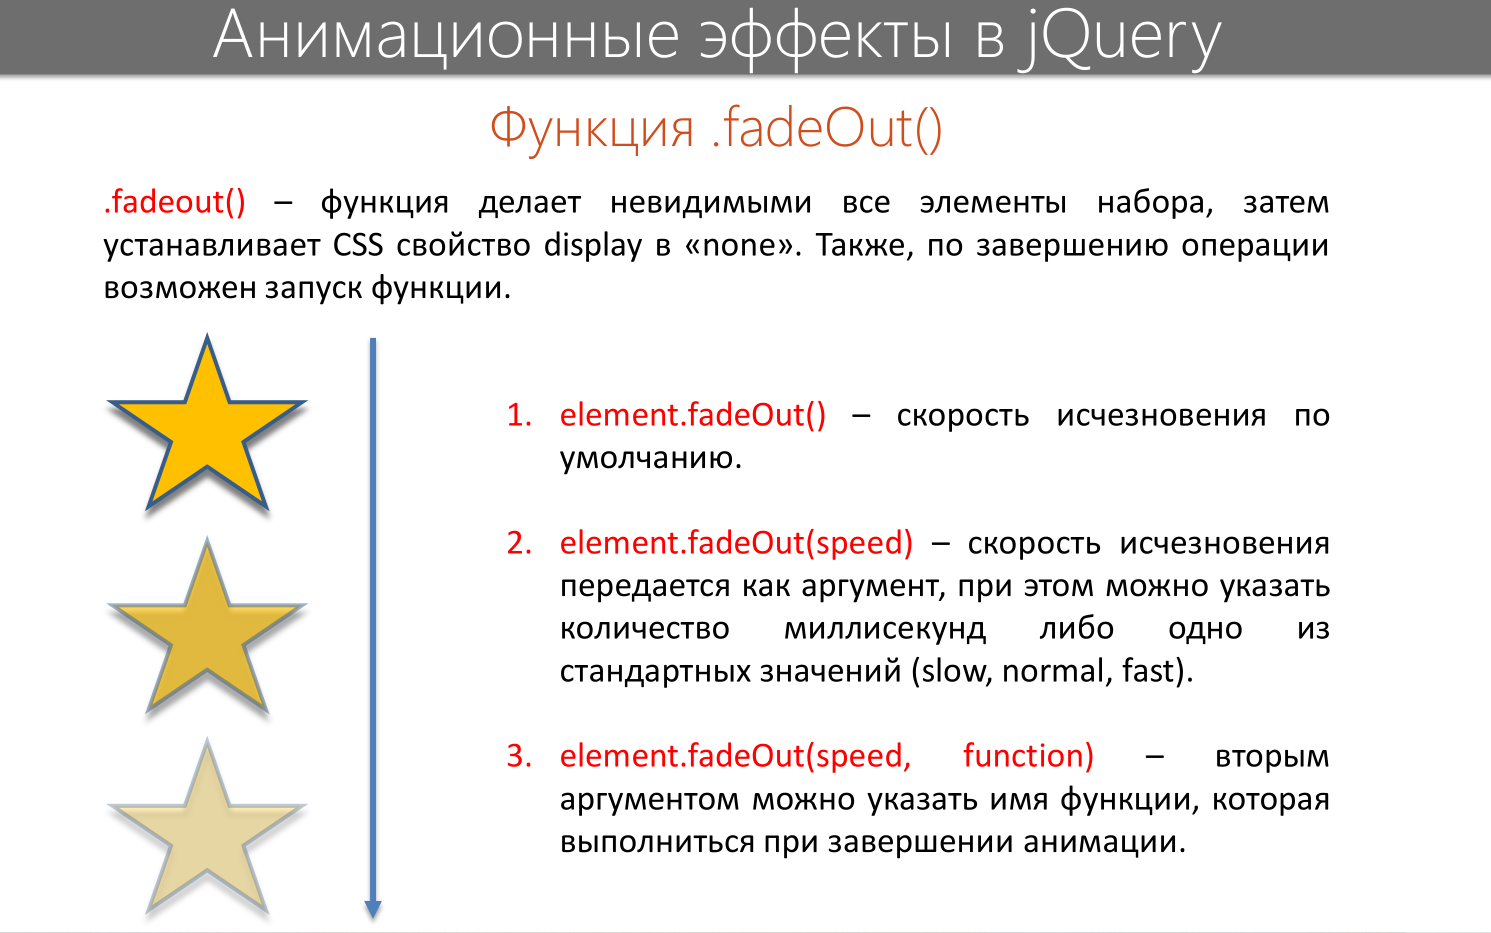 Анимационные эффекты в jQuery
Функция .fadeOut()
.fadeout() – функция делает невидимыми все элементы набора, затем
устанавливает CSS свойство display в «none». Также, по завершению операции
возможен запуск функции.
1. element.fadeOut() – скорость исчезновения по
умолчанию.
2. element.fadeOut(speed) – скорость исчезновения
передается как аргумент, при этом можно указать
количество миллисекунд либо одно из
стандартных значений (slow, normal, fast).
3. element.fadeOut(speed, function) – вторым
аргументом можно указать имя функции, которая
выполниться при завершении анимации.